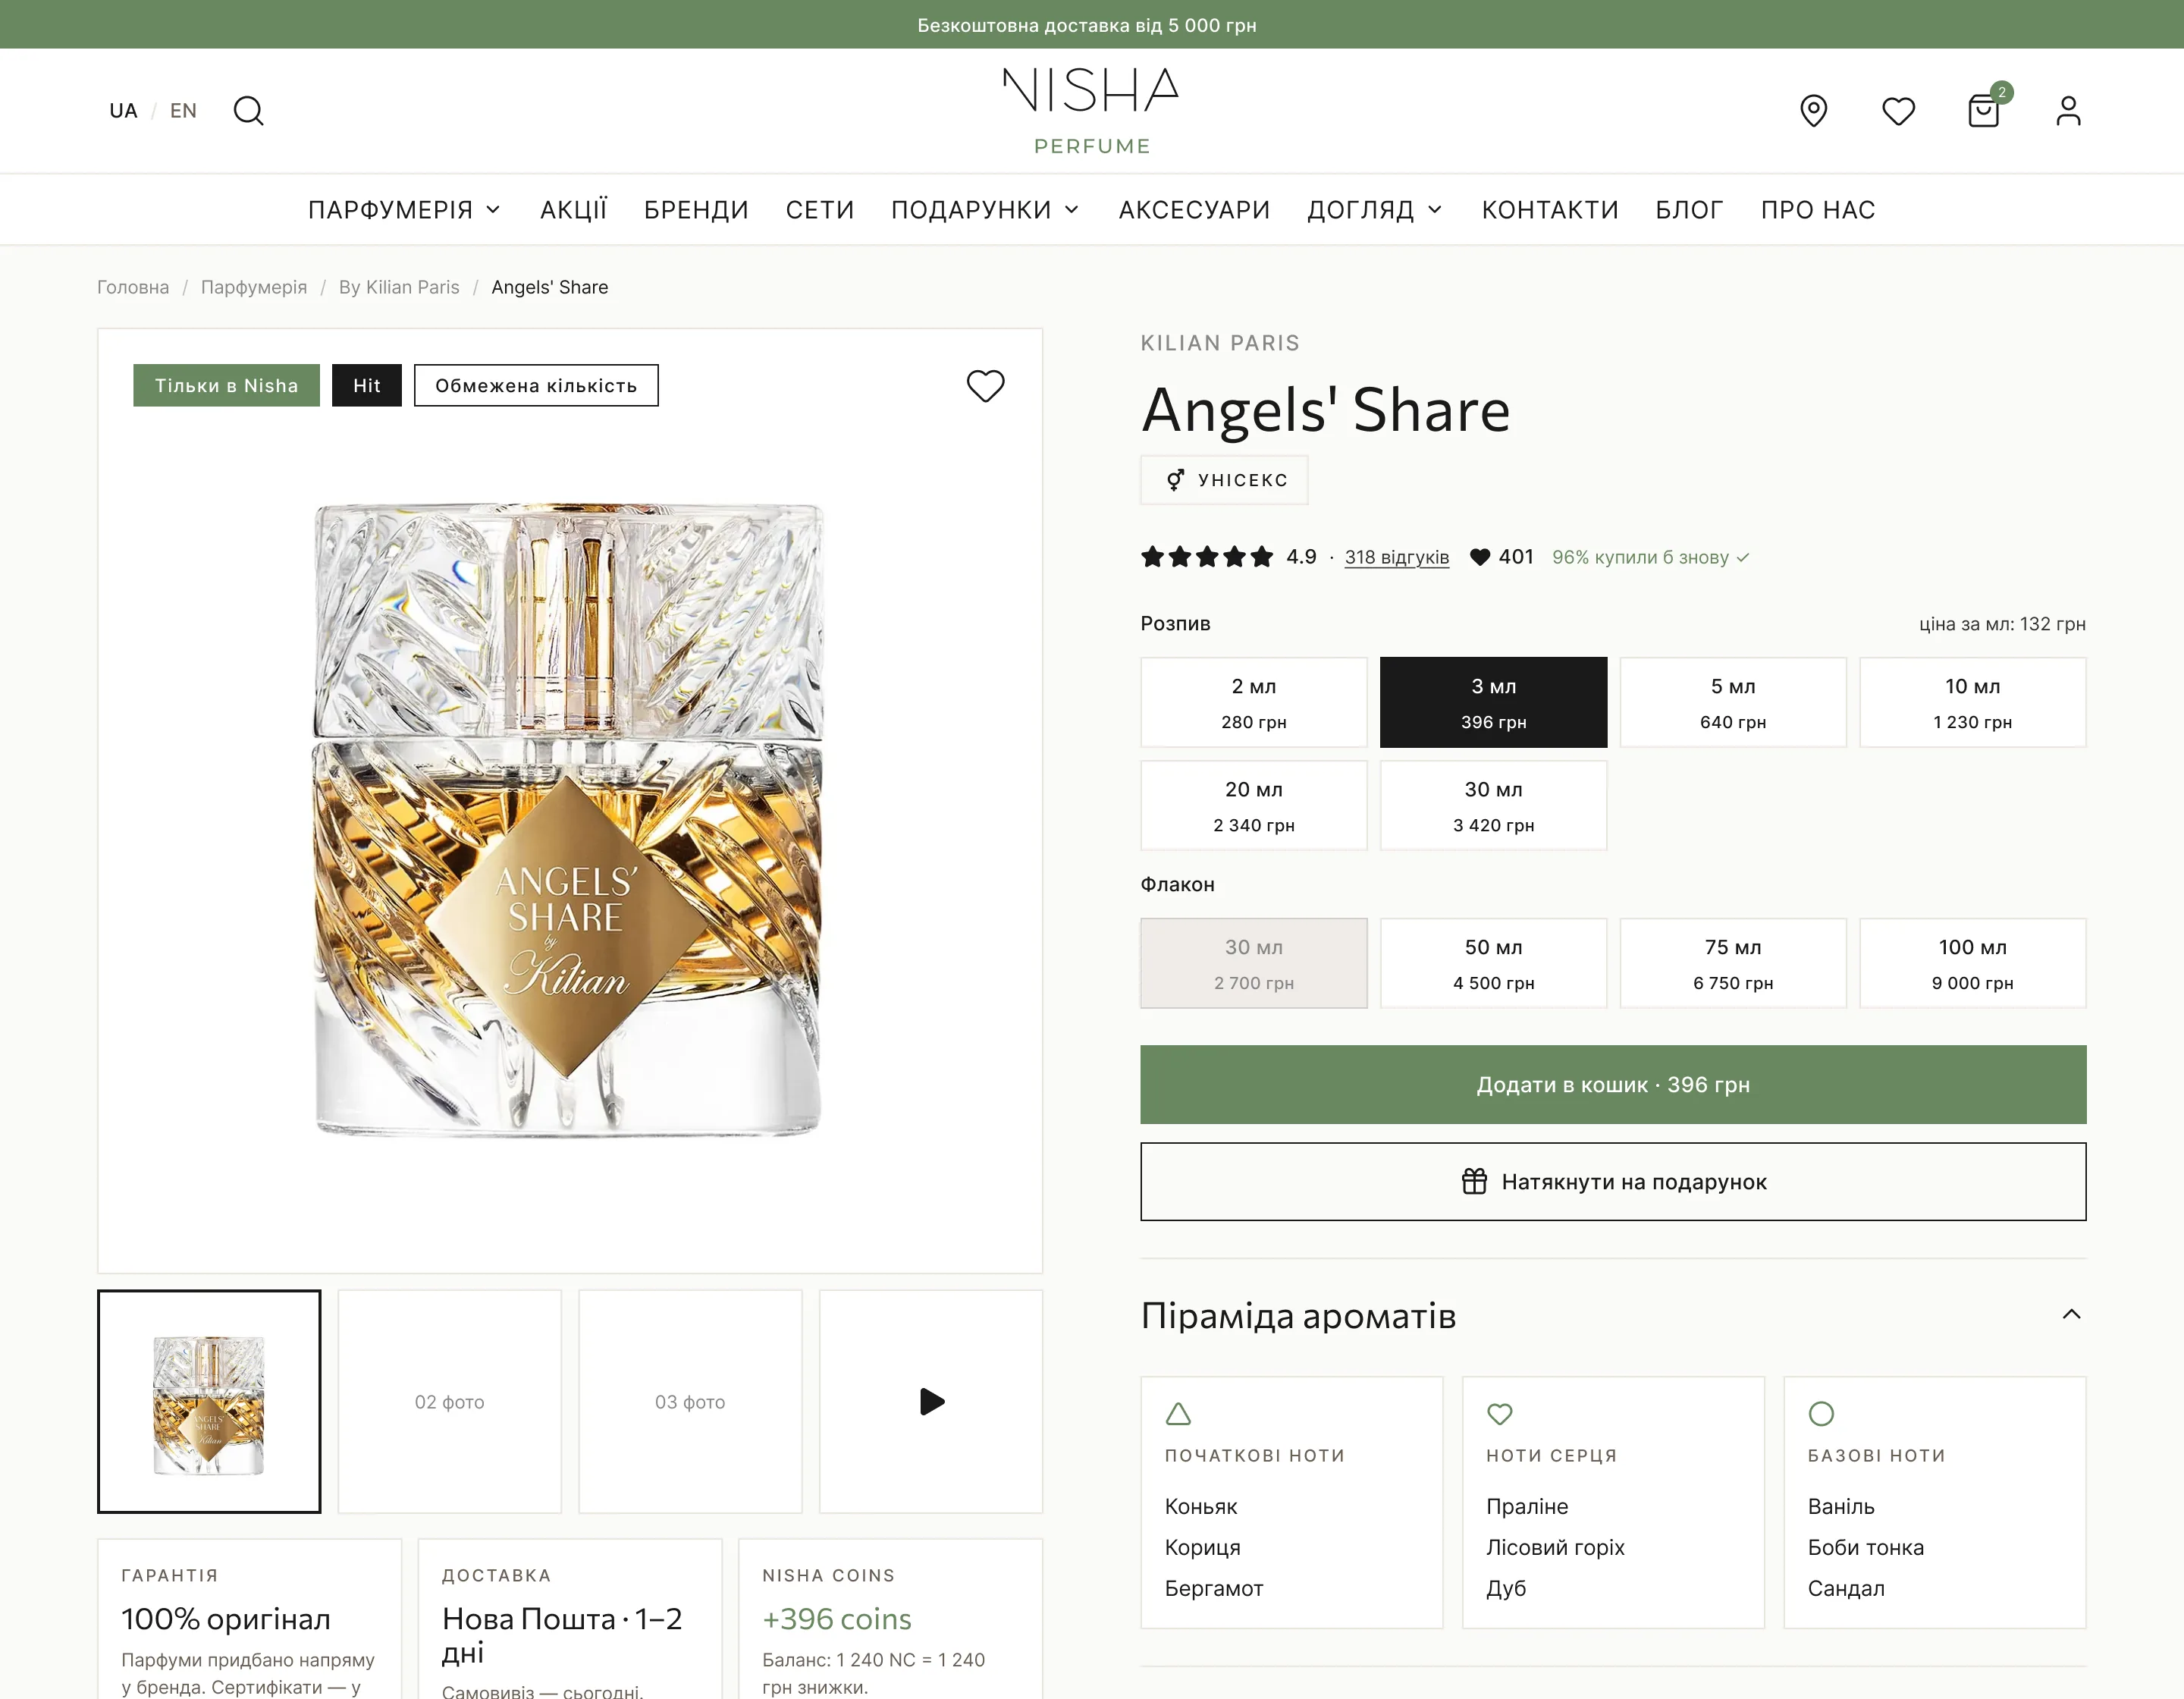 Безкоштовна доставка від 5 000 грн
UA / EN
NISHA
PERFUME
2
ПАРФУМЕРІЯ АКЦІЇ БРЕНДИ СЕТИ ПОДАРУНКИ АКСЕСУАРИ ДОГЛЯД КОНТАКТИ БЛОГ ПРО НАС
Головна / Парфумерія / By Kilian Paris / Angels' Share
Тільки в Nisha
Hit
Обмежена кількість
ANGELS'
SHARE
by
Kilian
02 фото
03 фото
ГАРАНТІЯ
100% оригінал
Парфуми придбано напряму
у бренда. Сертифікати — у
ДОСТАВКА
Нова Пошта · 1–2
дні
Самовивіз — сьогодні.
NISHA COINS
+396 coins
Баланс: 1 240 NC = 1 240
грн знижки.
KILIAN PARIS
Angels' Share
УНІСЕКС
4.9 · 318 відгуків 401 96% купили б знову
Розпив
ціна за мл: 132 грн
2 мл
280 грн
3 мл
396 грн
5 мл
640 грн
10 мл
1 230 грн
20 мл
2 340 грн
30 мл
3 420 грн
Флакон
30 мл
2 700 грн
50 мл
4 500 грн
75 мл
6 750 грн
100 мл
9 000 грн
Додати в кошик · 396 грн
Натякнути на подарунок
Піраміда ароматів
ПОЧАТКОВІ НОТИ
Коньяк
Кориця
Бергамот
НОТИ СЕРЦЯ
Праліне
Лісовий горіх
Дуб
БАЗОВІ НОТИ
Ваніль
Боби тонка
Сандал